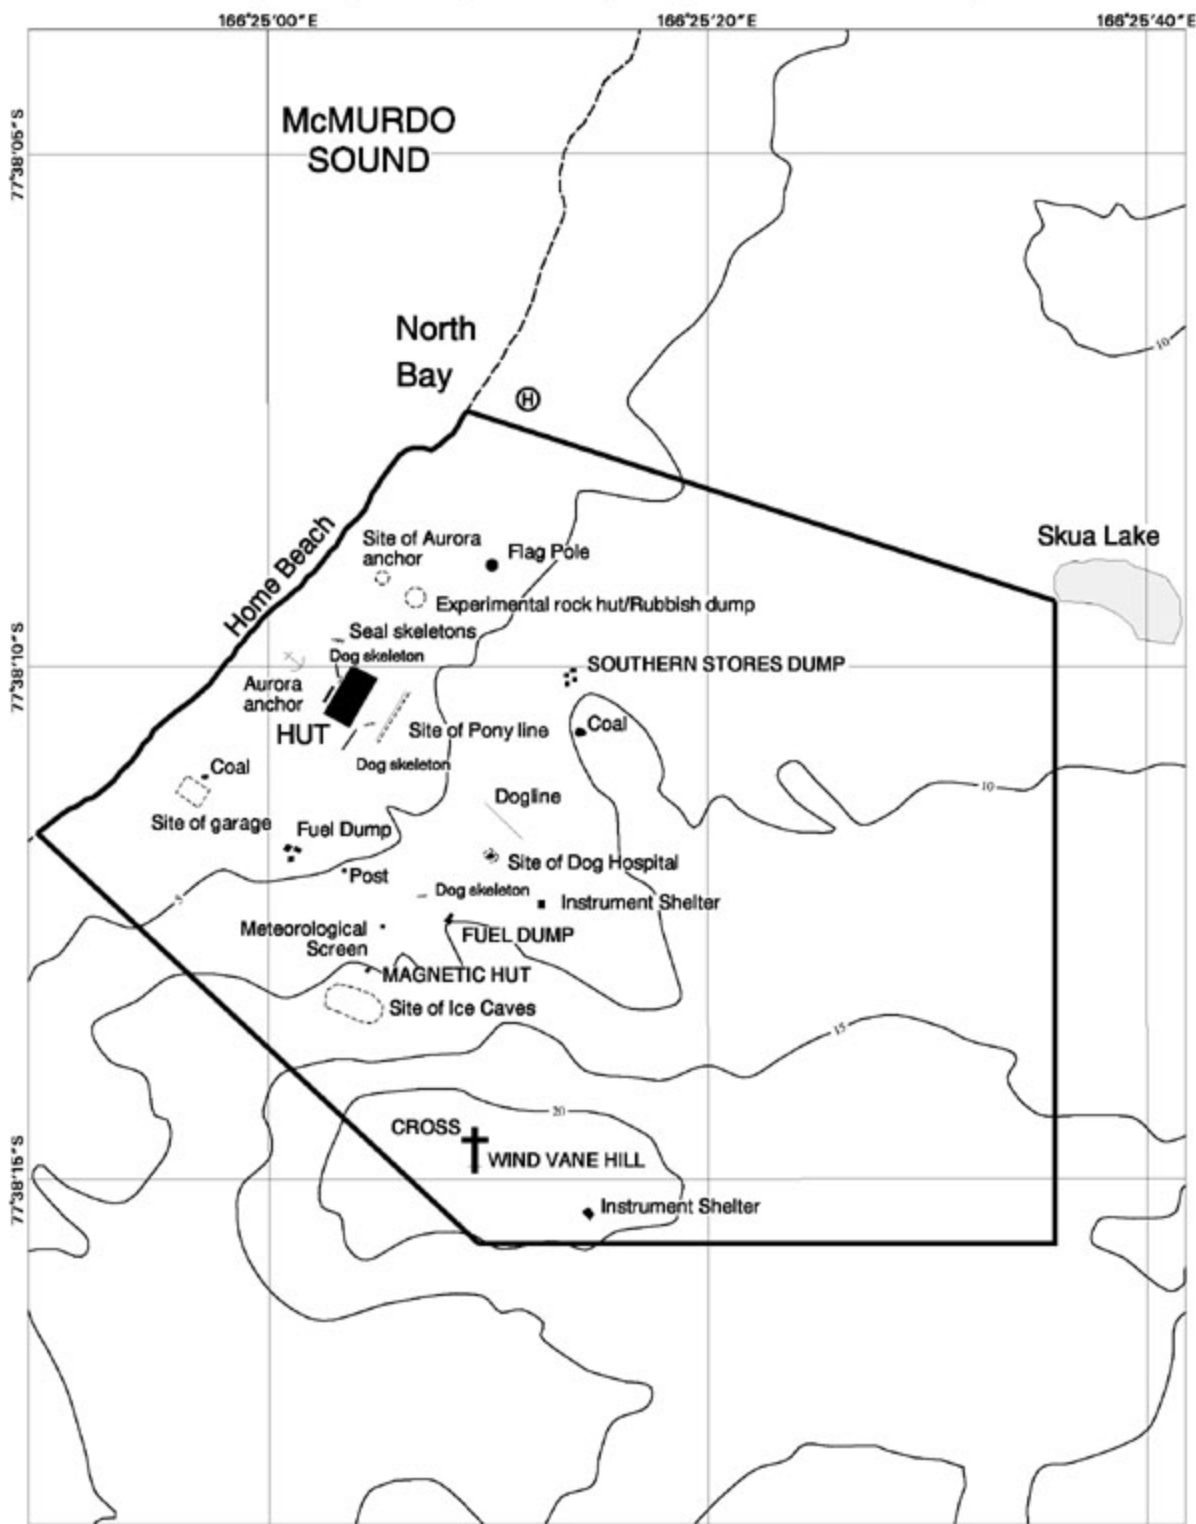 166°25'00" E
166°25'20" E
166°25'40" E
77°38'05" S
McMURDO
SOUND
North
Bay
H
10
Home Beach
Site of Aurora
anchor
Flag Pole
Skua Lake
Experimental rock hut/Rubbish dump
Seal skeletons
77°38'10" S
Dog skeleton
SOUTHERN STORES DUMP
Aurora
anchor
HUT
Site of Pony line
Coal
Dog skeleton
Coal
10
Dogline
Site of garage
Fuel Dump
Site of Dog Hospital
Post
Dog skeleton
Instrument Shelter
5
Meteorological
Screen
FUEL DUMP
MAGNETIC HUT
Site of Ice Caves
15
20
CROSS
WIND VANE HILL
77°38'15" S
Instrument Shelter